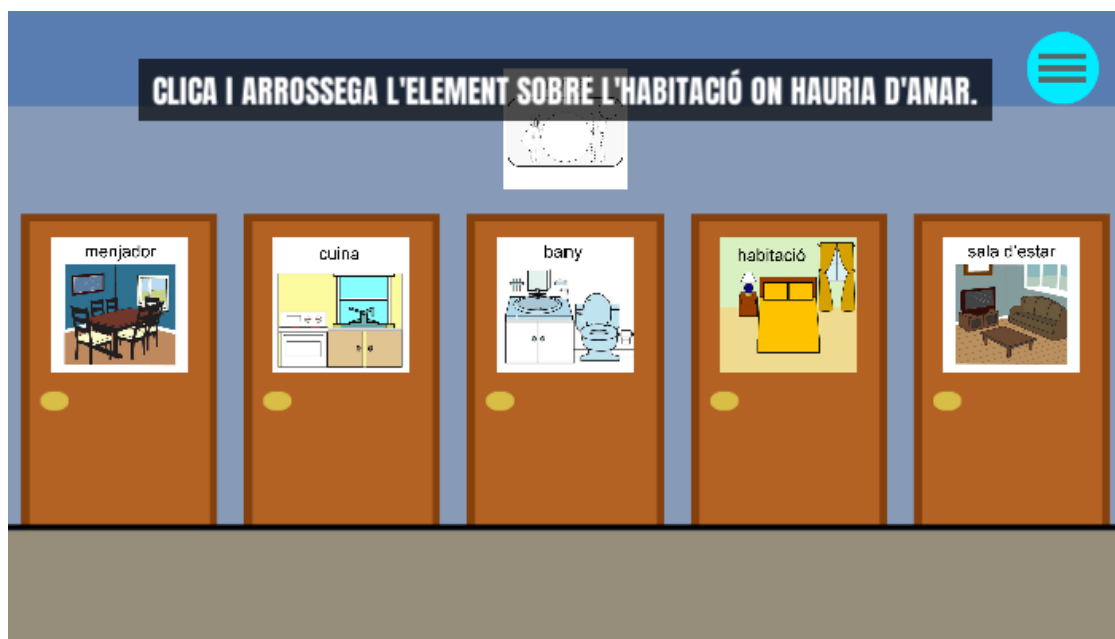 CLICA I ARROSSEGA L'ELEMENT SOBRE L'HABITACIÓ ON HAURIA D'ANAR.
menjador
cuina
bany
habitació
sala d'estar